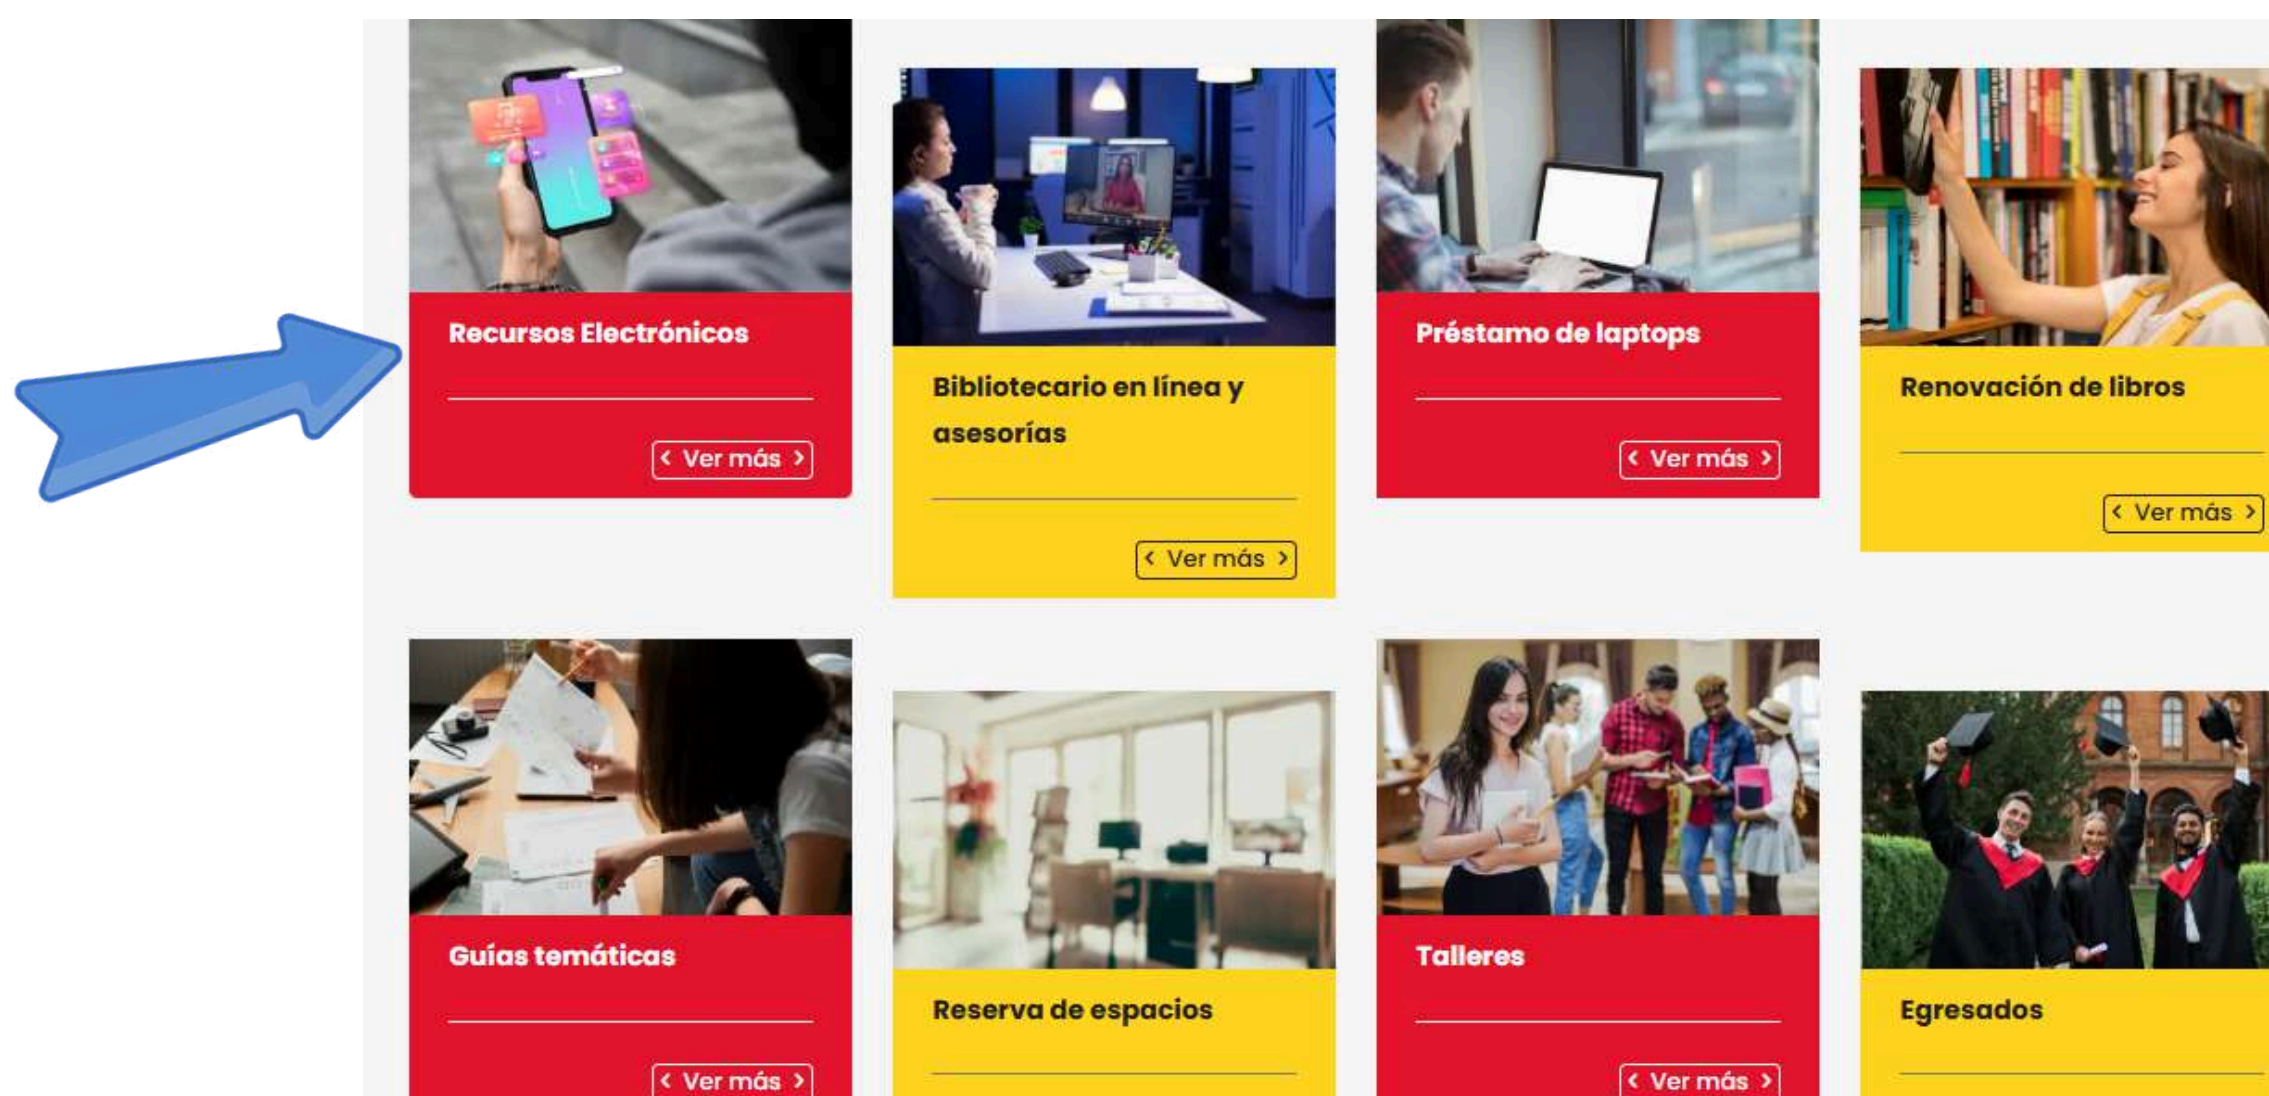 Recursos Electrónicos
‹ Ver más ›
Bibliotecario en línea y
asesorías
‹ Ver más ›
Préstamo de laptops
‹ Ver más ›
Renovación de libros
‹ Ver más ›
Guías temáticas
‹ Ver más ›
Reserva de espacios
Talleres
‹ Ver más ›
Egresados